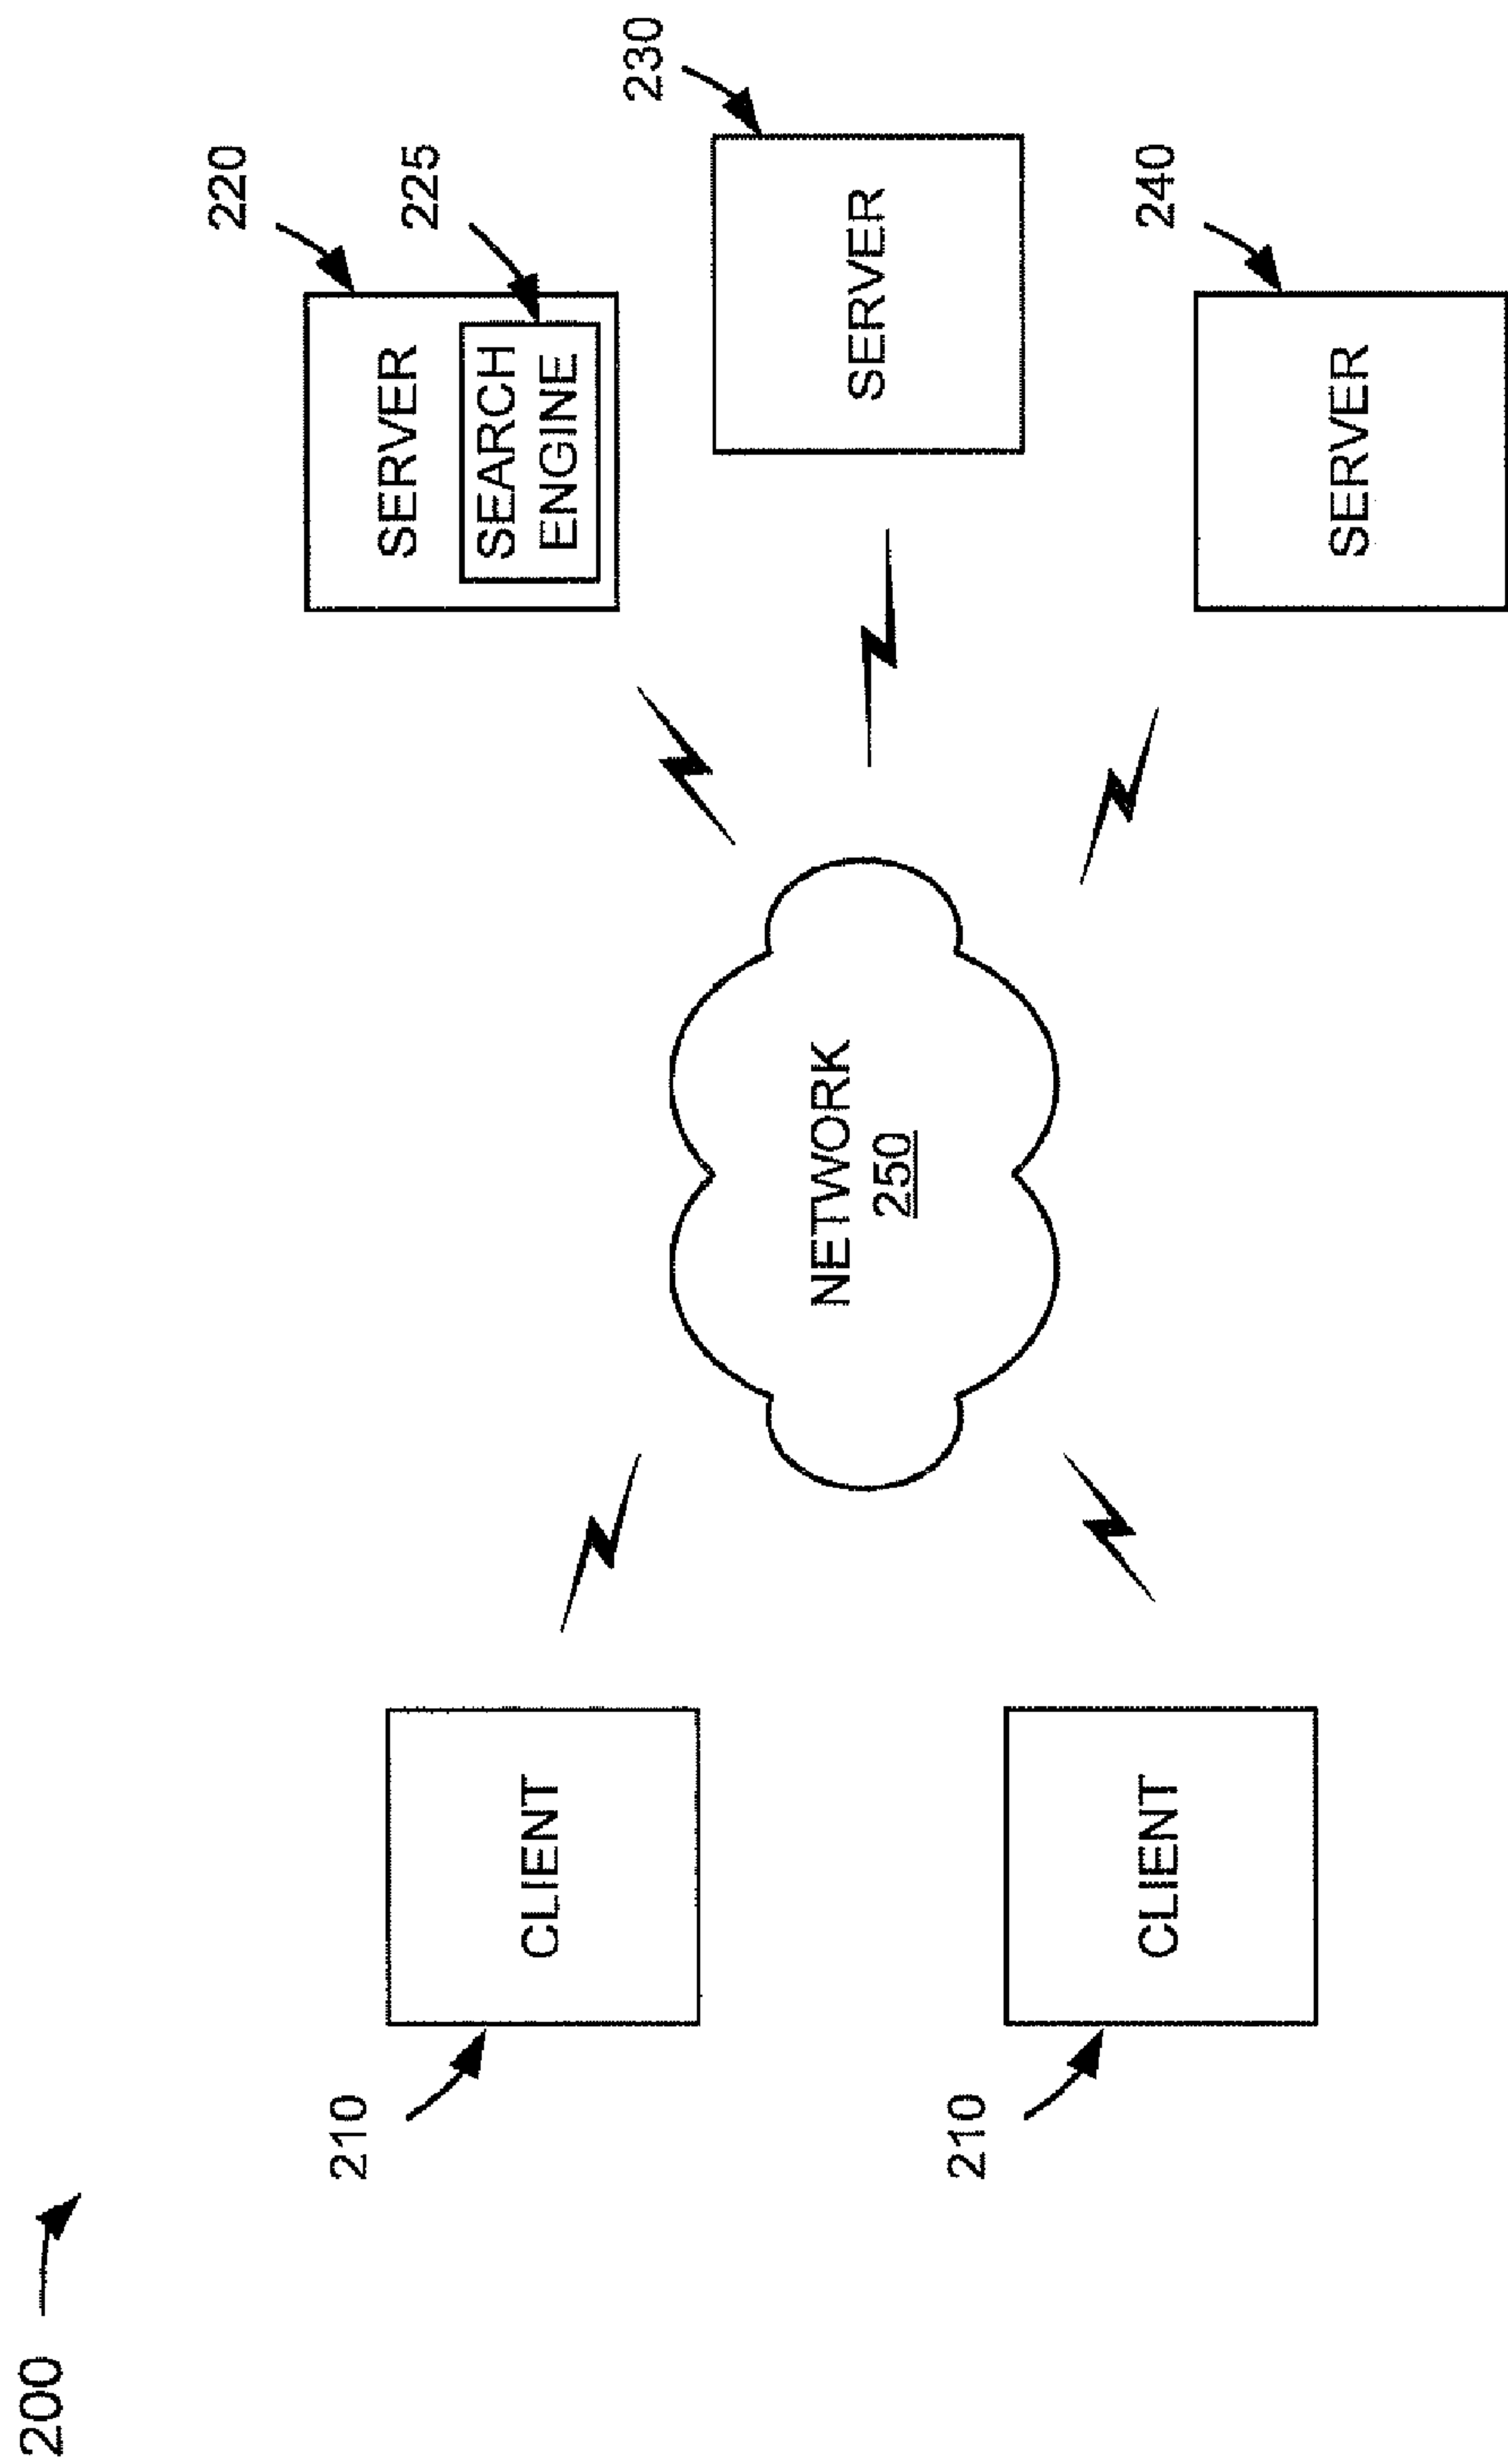 200
210
CLIENT
210
CLIENT
NETWORK
250
220
SERVER
225
SEARCH
ENGINE
230
SERVER
240
SERVER